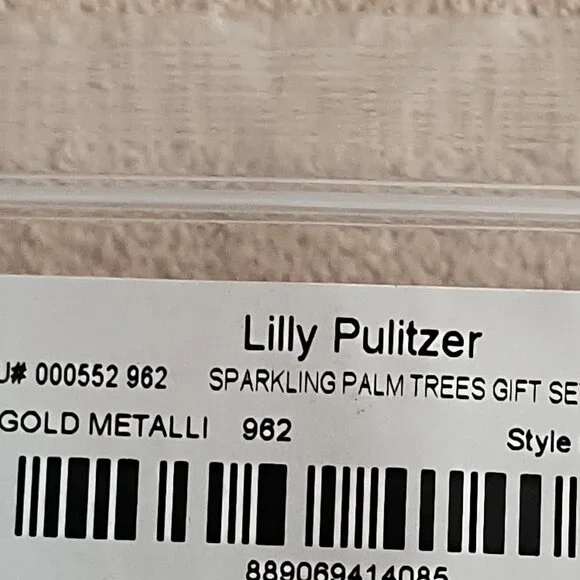 Lilly Pulitzer
U# 000552 962 SPARKLING PALM TREES GIFT SE
GOLD METALLI 962 Style
889069414085